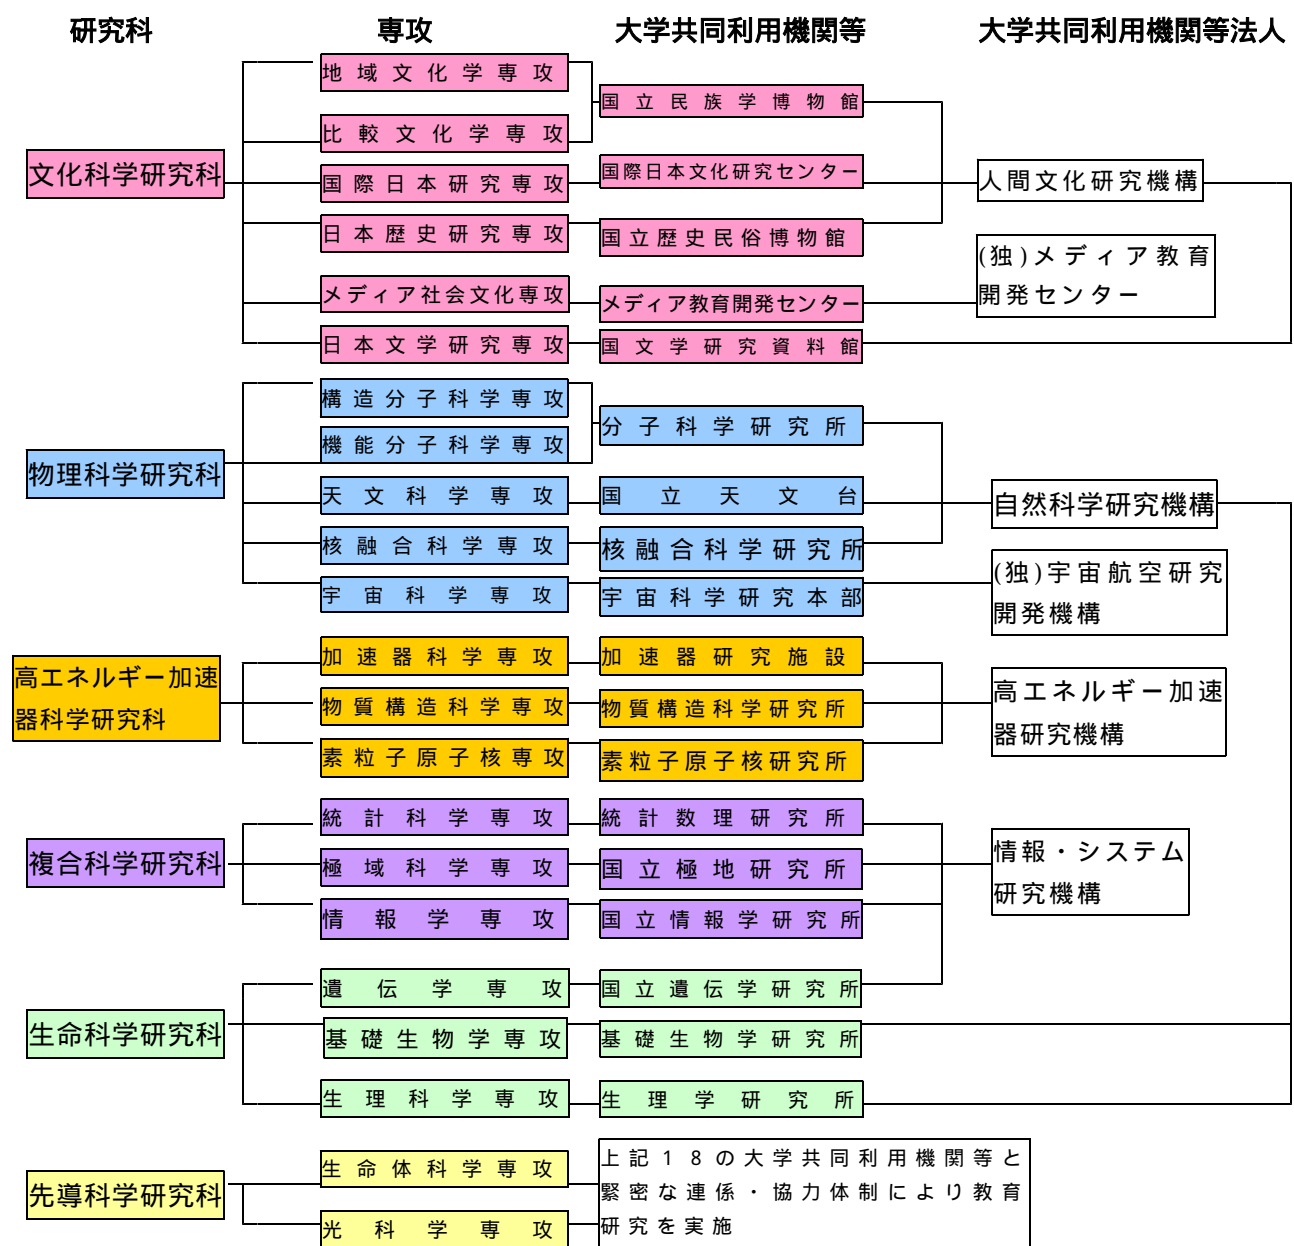 研究科 専攻 大学共同利用機関等 大学共同利用機関等法人
地域文化学専攻
国立民族学博物館
比較文化学専攻
文化科学研究科
国際日本研究専攻
国際日本文化研究センター
人間文化研究機構
日本歴史研究専攻
国立歴史民俗博物館
(独)メディア教育
開発センター
メディア社会文化専攻
メディア教育開発センター
日本文学研究専攻
国文学研究資料館
構造分子科学専攻
分子科学研究所
機能分子科学専攻
物理科学研究科
天文科学専攻
国立天文台
自然科学研究機構
核融合科学専攻
核融合科学研究所
(独)宇宙航空研究
開発機構
宇宙科学専攻
宇宙科学研究本部
加速器科学専攻
加速器研究施設
高エネルギー加速
器科学研究科
物質構造科学専攻
物質構造科学研究所
高エネルギー加速
器研究機構
素粒子原子核専攻
素粒子原子核研究所
統計科学専攻
統計数理研究所
複合科学研究科
極域科学専攻
国立極地研究所
情報・システム
研究機構
情報学専攻
国立情報学研究所
遺伝学専攻
国立遺伝学研究所
生命科学研究科
基礎生物学専攻
基礎生物学研究所
生理科学専攻
生理学研究所
先導科学研究科
生命体科学専攻
光科学専攻
上記18の大学共同利用機関等と
緊密な連係・協力体制により教育
研究を実施